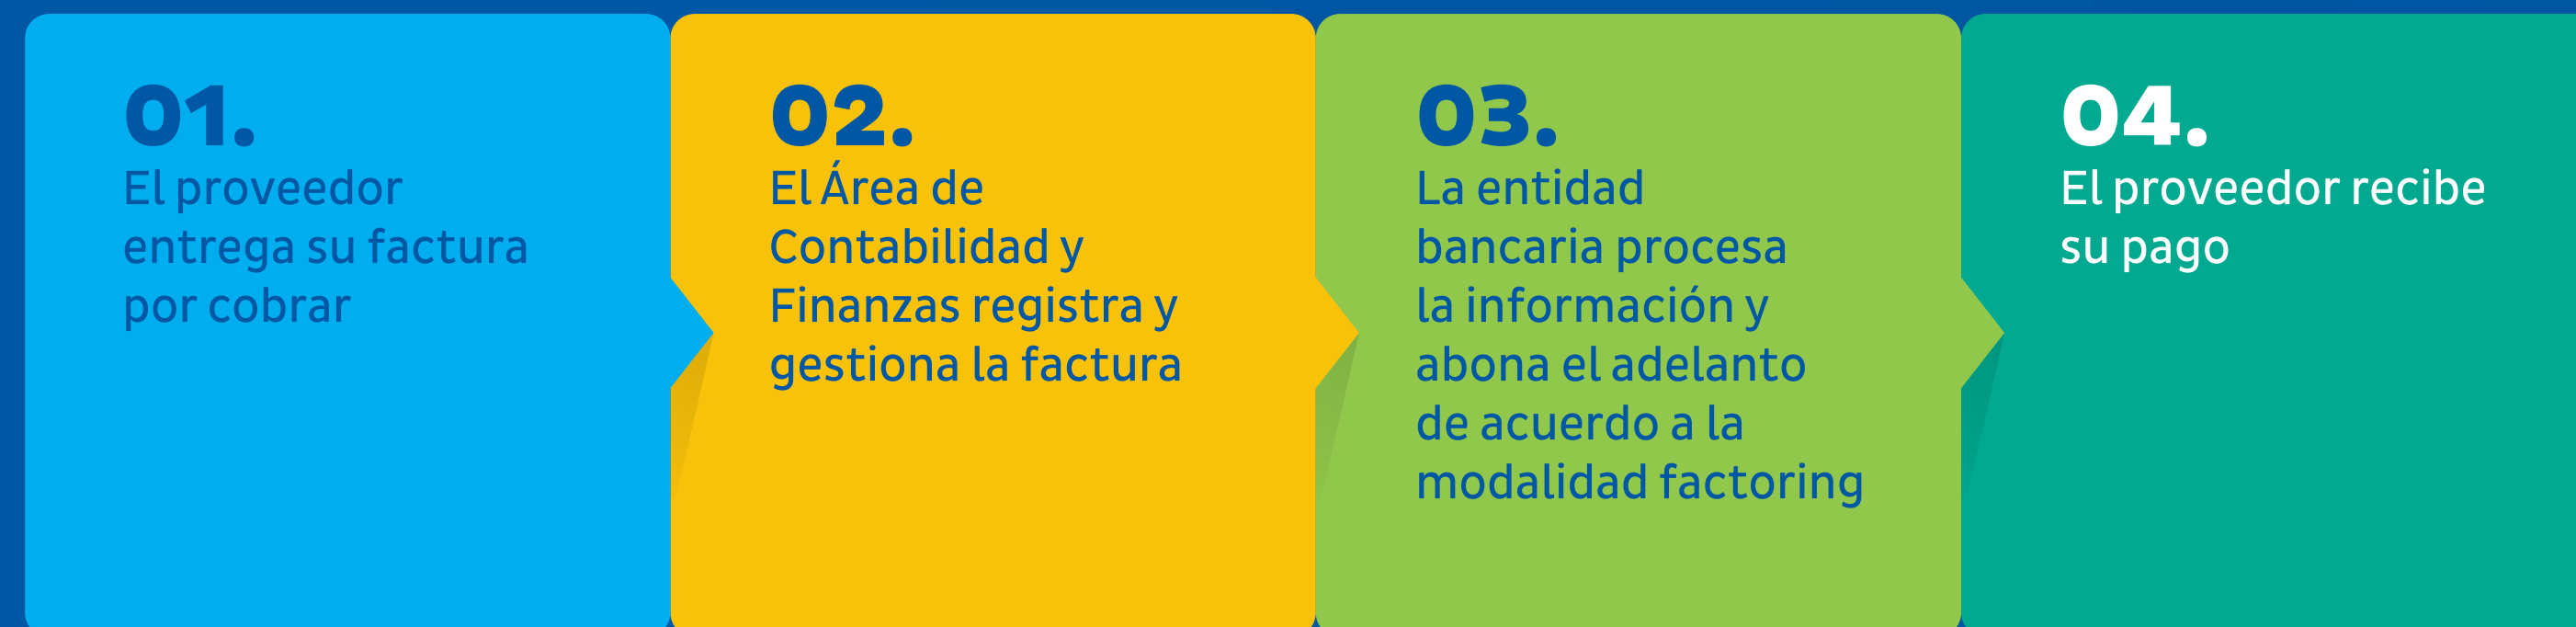 01.
El proveedor
entrega su factura
por cobrar
02.
El Área de
Contabilidad y
Finanzas registra y
gestiona la factura
03.
La entidad
bancaria procesa
la información y
abona el adelanto
de acuerdo a la
modalidad factoring
04.
El proveedor recibe
su pago